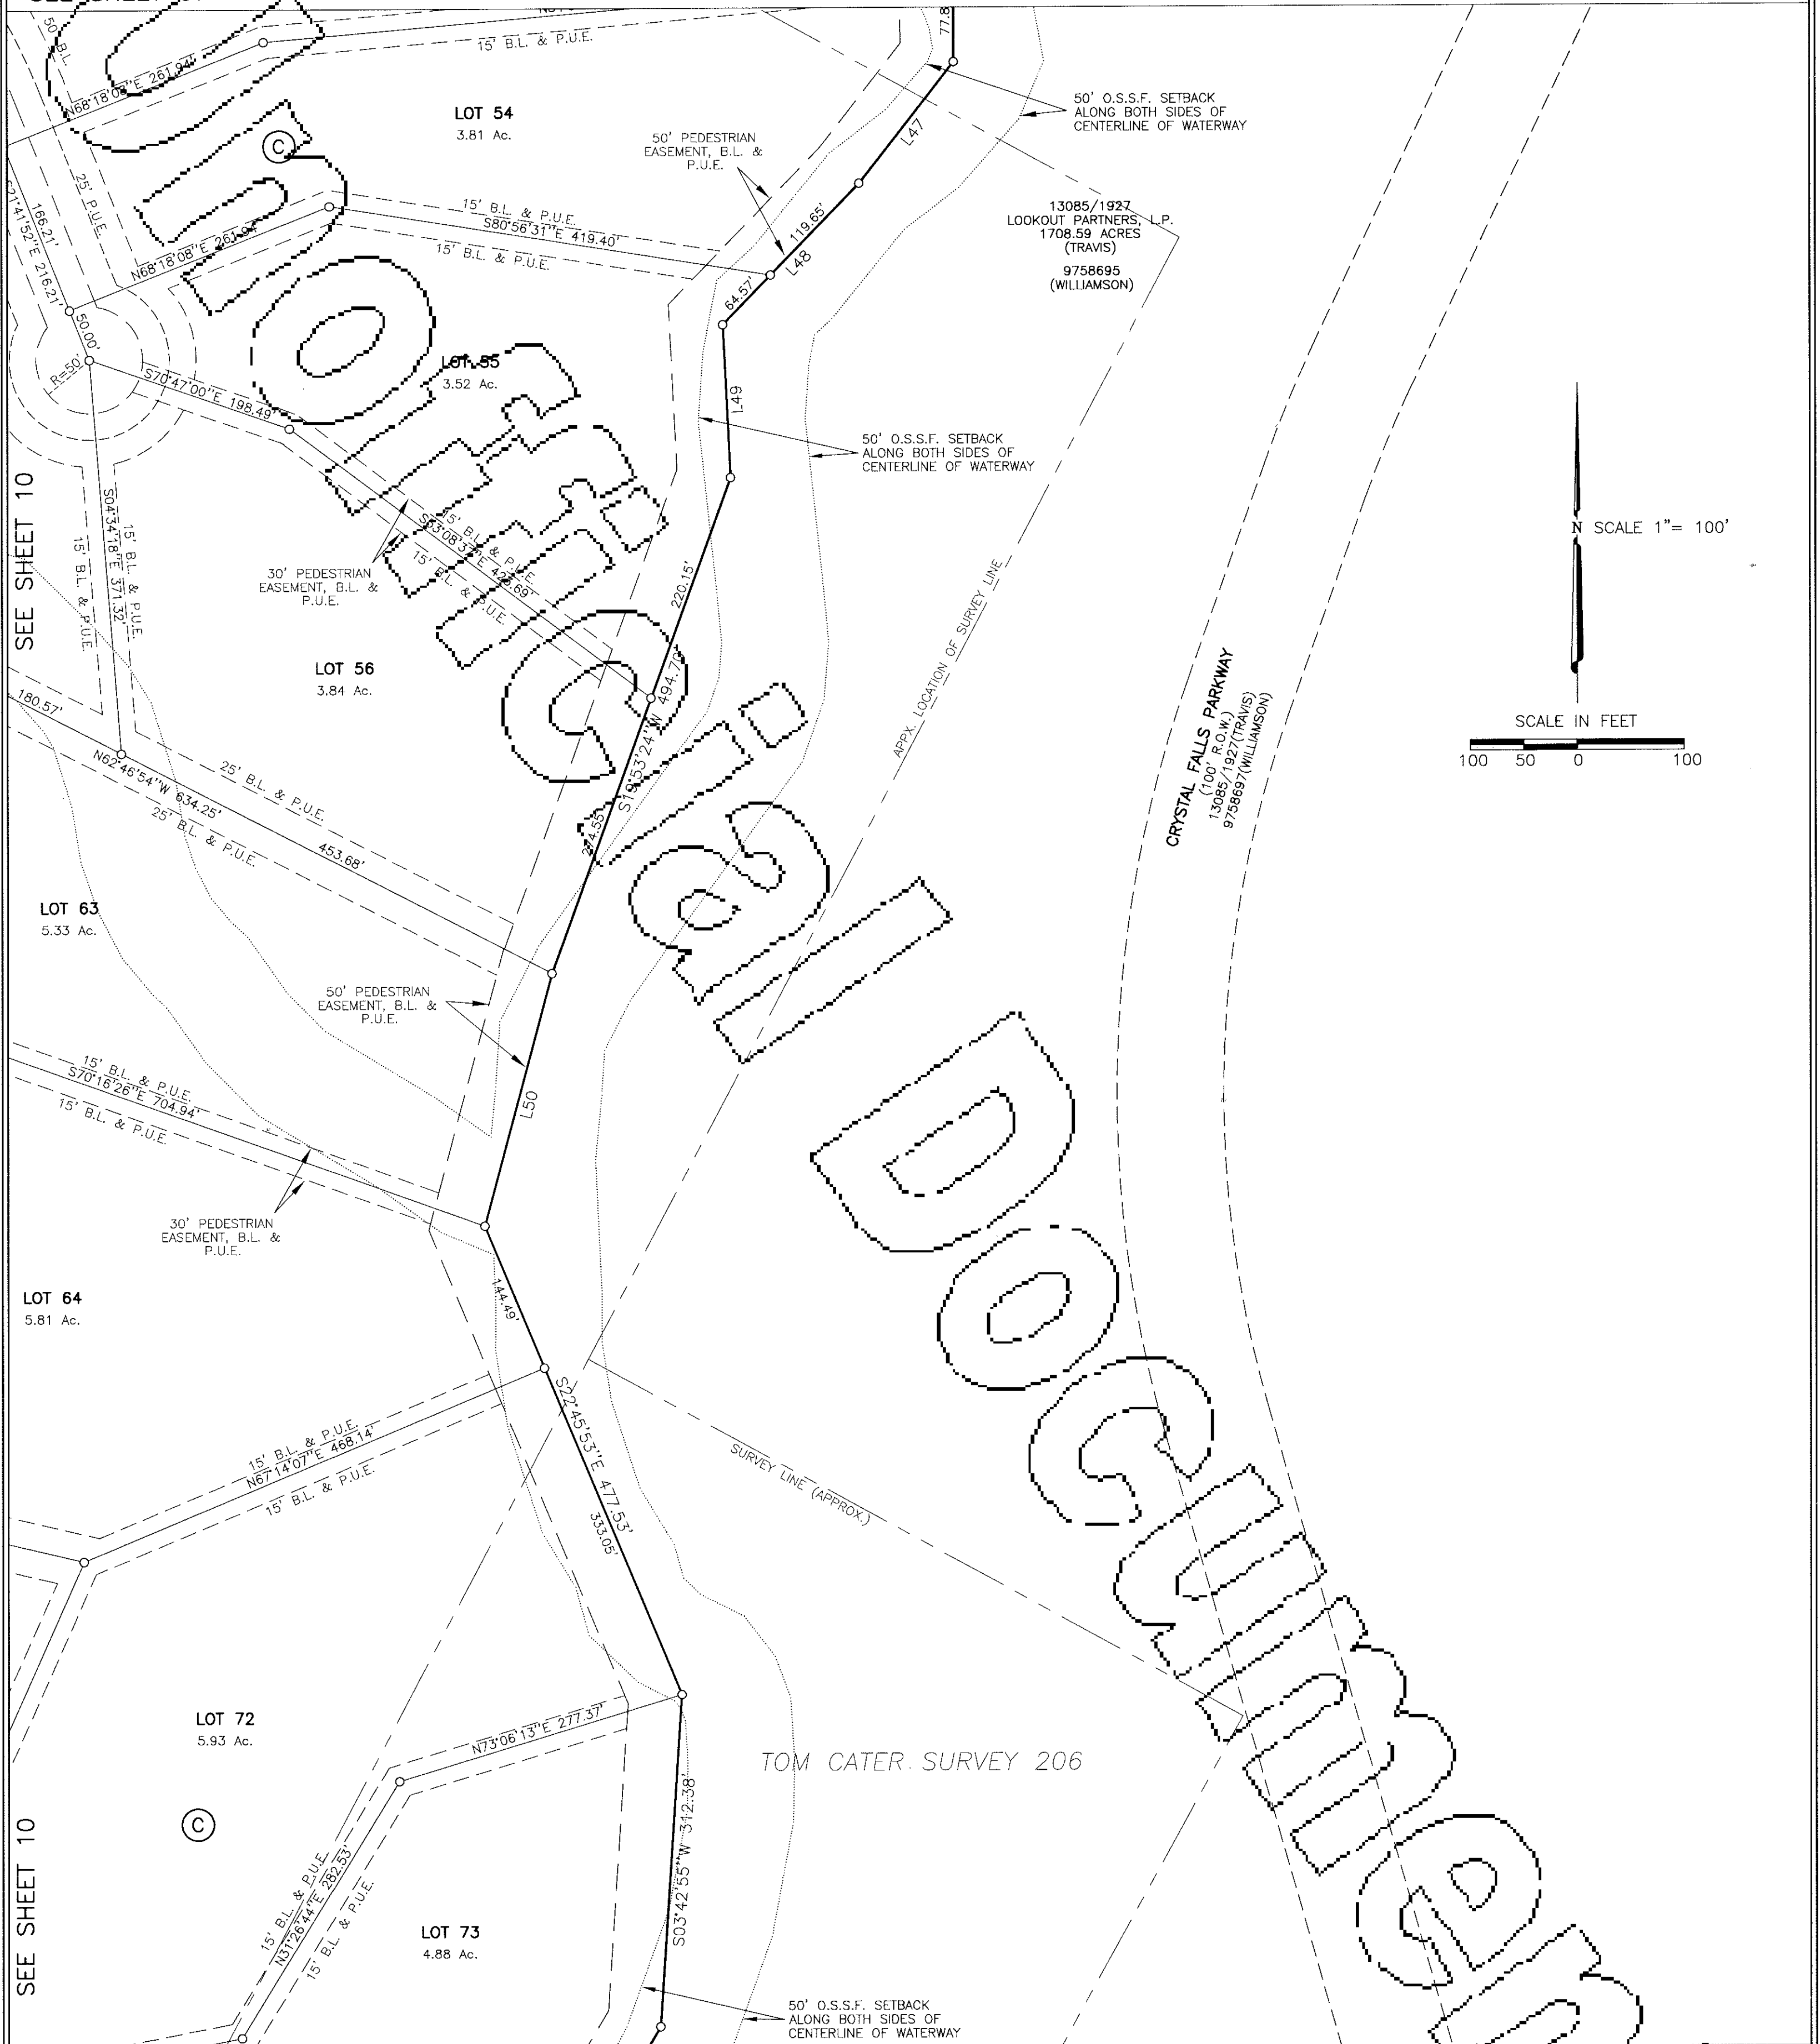 50' B.L.
15' B.L. & P.U.E.
N68°18'08"E 261.94'
LOT 54
3.81 Ac.
C
50' PEDESTRIAN
EASEMENT, B.L. &
P.U.E.
L47
50' O.S.S.F. SETBACK
ALONG BOTH SIDES OF
CENTERLINE OF WATERWAY
25' P.U.E.
166.21'
S21°41'52"E 216.21'
15' B.L. & P.U.E.
S80°56'31"E 419.40'
15' B.L. & P.U.E.
N68°18'08"E 261.94'
119.65'
L48
64.57'
13085/1927
LOOKOUT PARTNERS, L.P.
1708.59 ACRES
(TRAVIS)
9758695
(WILLIAMSON)
50.00'
R=50'
LOT 55
3.52 Ac.
S70°47'00"E 198.49'
L49
50' O.S.S.F. SETBACK
ALONG BOTH SIDES OF
CENTERLINE OF WATERWAY
SEE SHEET 10
S04°34'18"E 371.32'
15' B.L. & P.U.E.
15' B.L. & P.U.E.
15' B.L. & P.U.E.
15' B.L. & P.U.E.
30' PEDESTRIAN
EASEMENT, B.L. &
P.U.E.
220.15'
N SCALE 1"= 100'
SCALE IN FEET
100 50 0 100
APPX. LOCATION OF SURVEY LINE
CRYSTAL FALLS PARKWAY
(100' R.O.W.)
13085/1927(TRAVIS)
9758697(WILLIAMSON)
LOT 56
3.84 Ac.
180.57'
N62°46'54"W 634.25'
25' B.L. & P.U.E.
25' B.L. & P.U.E.
453.68'
S19°53'24"W 494.70'
274.55'
LOT 63
5.33 Ac.
50' PEDESTRIAN
EASEMENT, B.L. &
P.U.E.
L50
15' B.L. & P.U.E.
S70°16'26"E 704.94'
15' B.L. & P.U.E.
30' PEDESTRIAN
EASEMENT, B.L. &
P.U.E.
LOT 64
5.81 Ac.
144.49'
S22°45'53"E 477.53'
333.05'
15' B.L. & P.U.E.
N67°14'07"E 468.14'
15' B.L. & P.U.E.
SURVEY LINE (APPROX.)
LOT 72
5.93 Ac.
N73°06'13"E 277.37'
TOM CATER SURVEY 206
C
SEE SHEET 10
15' B.L. & P.U.E.
N31°26'44"E 282.53'
15' B.L. & P.U.E.
LOT 73
4.88 Ac.
S03°42'55"W 312.38'
50' O.S.S.F. SETBACK
ALONG BOTH SIDES OF
CENTERLINE OF WATERWAY
Unofficial Documen